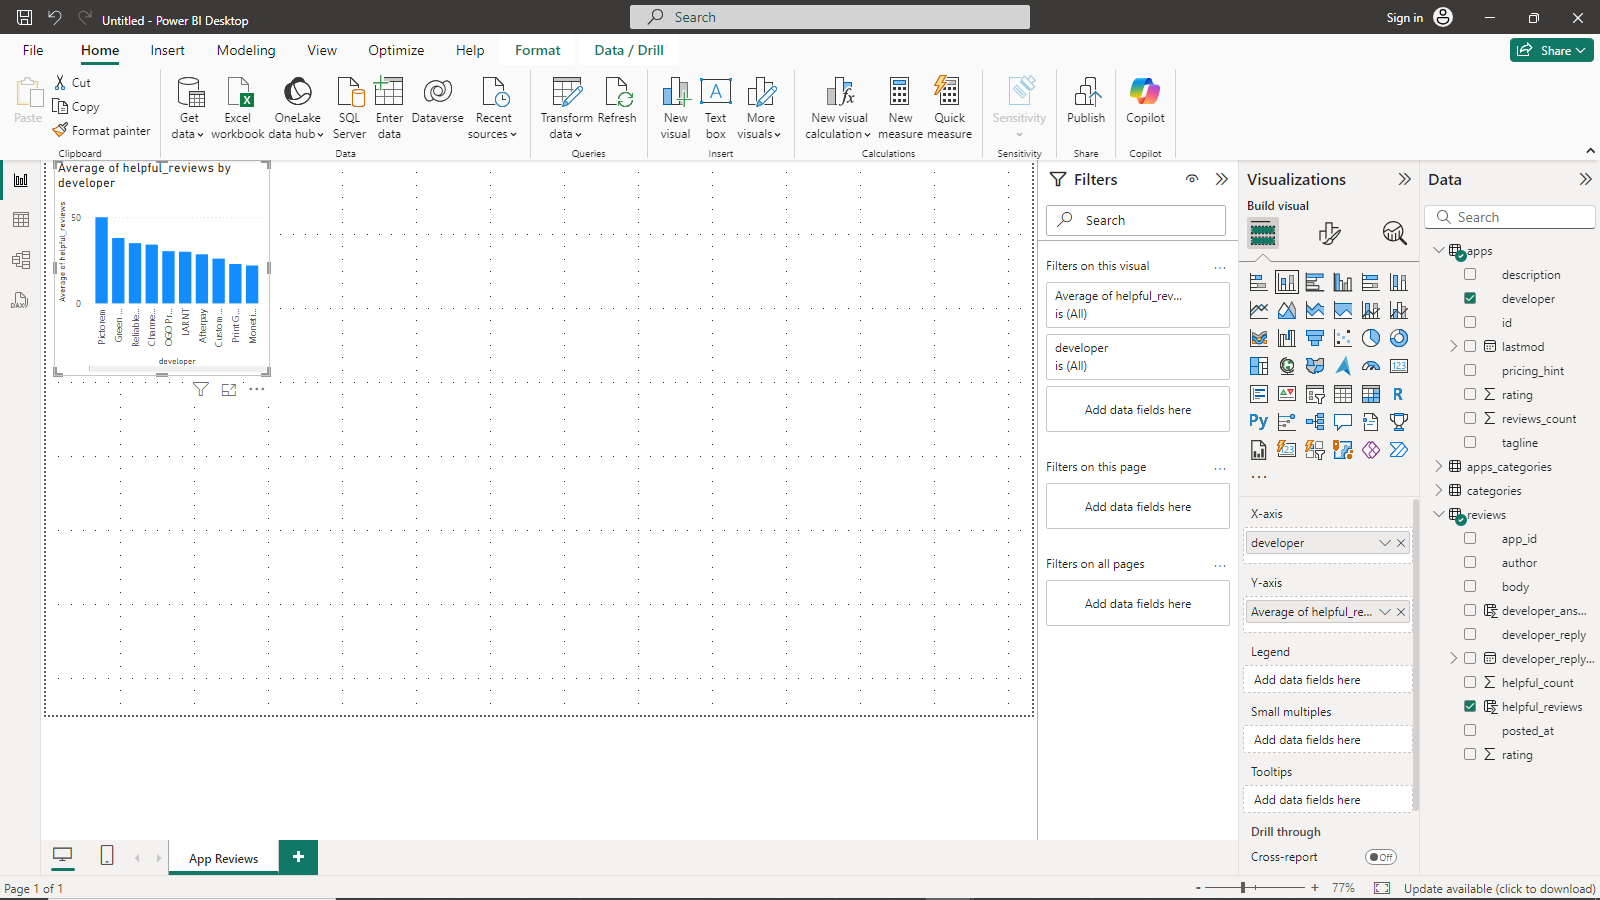 Untitled - Power BI Desktop
Search
Sign in
File
Home
Insert
Modeling
View
Optimize
Help
Format
Data / Drill
Share
Paste
Cut
Copy
Format painter
Clipboard
Get data
Excel workbook
OneLake data hub
SQL Server
Enter data
Dataverse
Recent sources
Data
Transform data
Refresh
Queries
New visual
Text box
More visuals
Insert
New visual calculation
New measure
Quick measure
Calculations
Sensitivity
Sensitivity
Publish
Share
Copilot
Copilot
Average of helpful_reviews by
developer
Average of helpful_reviews
50
0
Pictorem
Green ...
Reliable...
Channe...
OGO Pr...
LARNT
Afterpay
Custom ...
Print G...
Moneti...
developer
Filters
Search
Filters on this visual
...
Average of helpful_rev...
is (All)
developer
is (All)
Add data fields here
Filters on this page
...
Add data fields here
Filters on all pages
...
Add data fields here
Visualizations
Build visual
R
Py
123
...
X-axis
developer
Y-axis
Average of helpful_re...
Legend
Add data fields here
Small multiples
Add data fields here
Tooltips
Add data fields here
Drill through
Cross-report
Off
Data
Search
apps
description
developer
id
lastmod
pricing_hint
rating
reviews_count
tagline
apps_categories
categories
reviews
app_id
author
body
developer_ans...
developer_reply
developer_reply...
helpful_count
helpful_reviews
posted_at
rating
App Reviews
+
Page 1 of 1
-
+
77%
Update available (click to download)